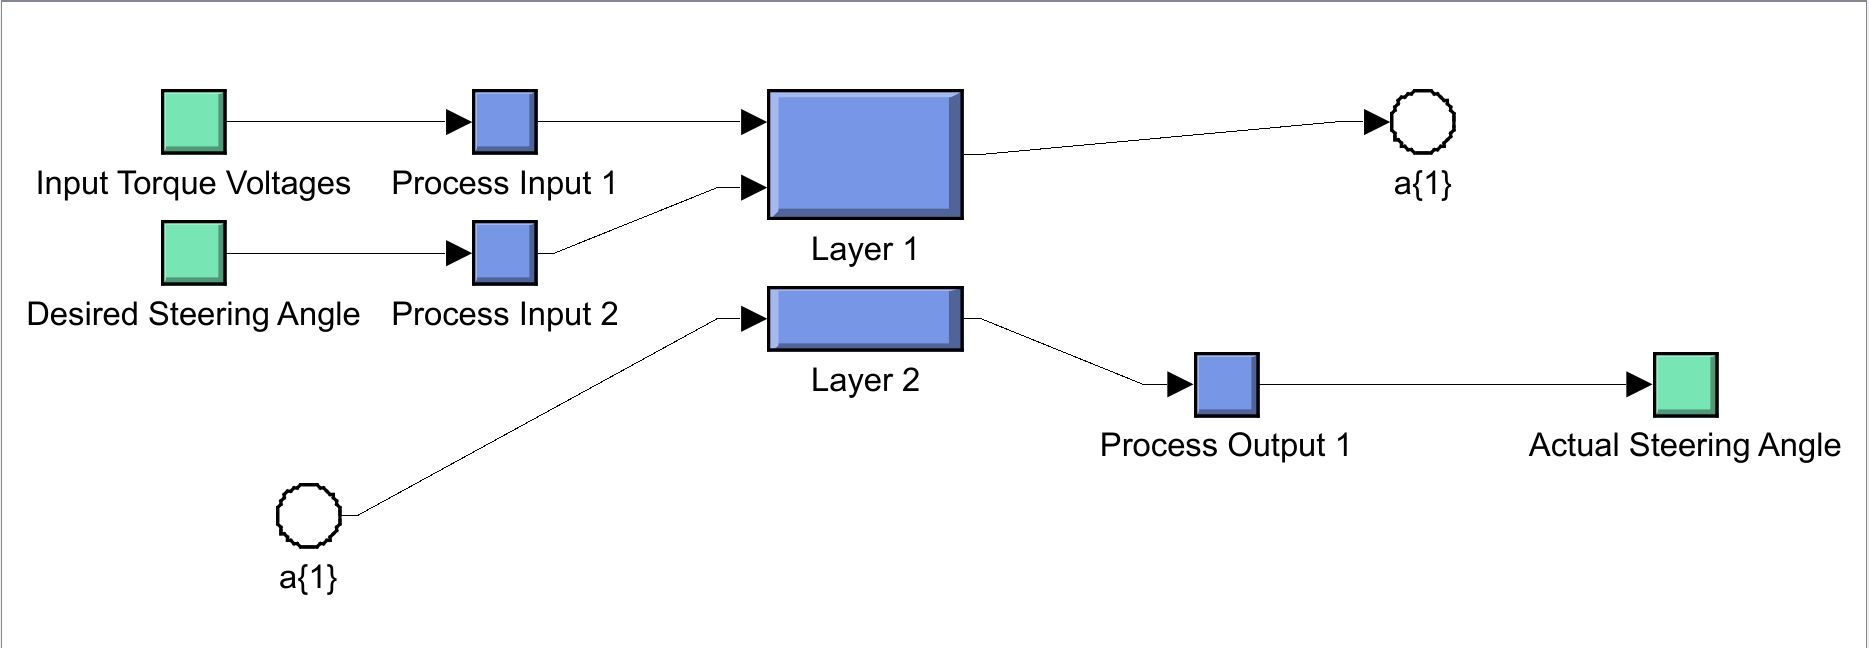 Input Torque Voltages
Process Input 1
a{1}
Layer 1
Desired Steering Angle
Process Input 2
Layer 2
Process Output 1
Actual Steering Angle
a{1}